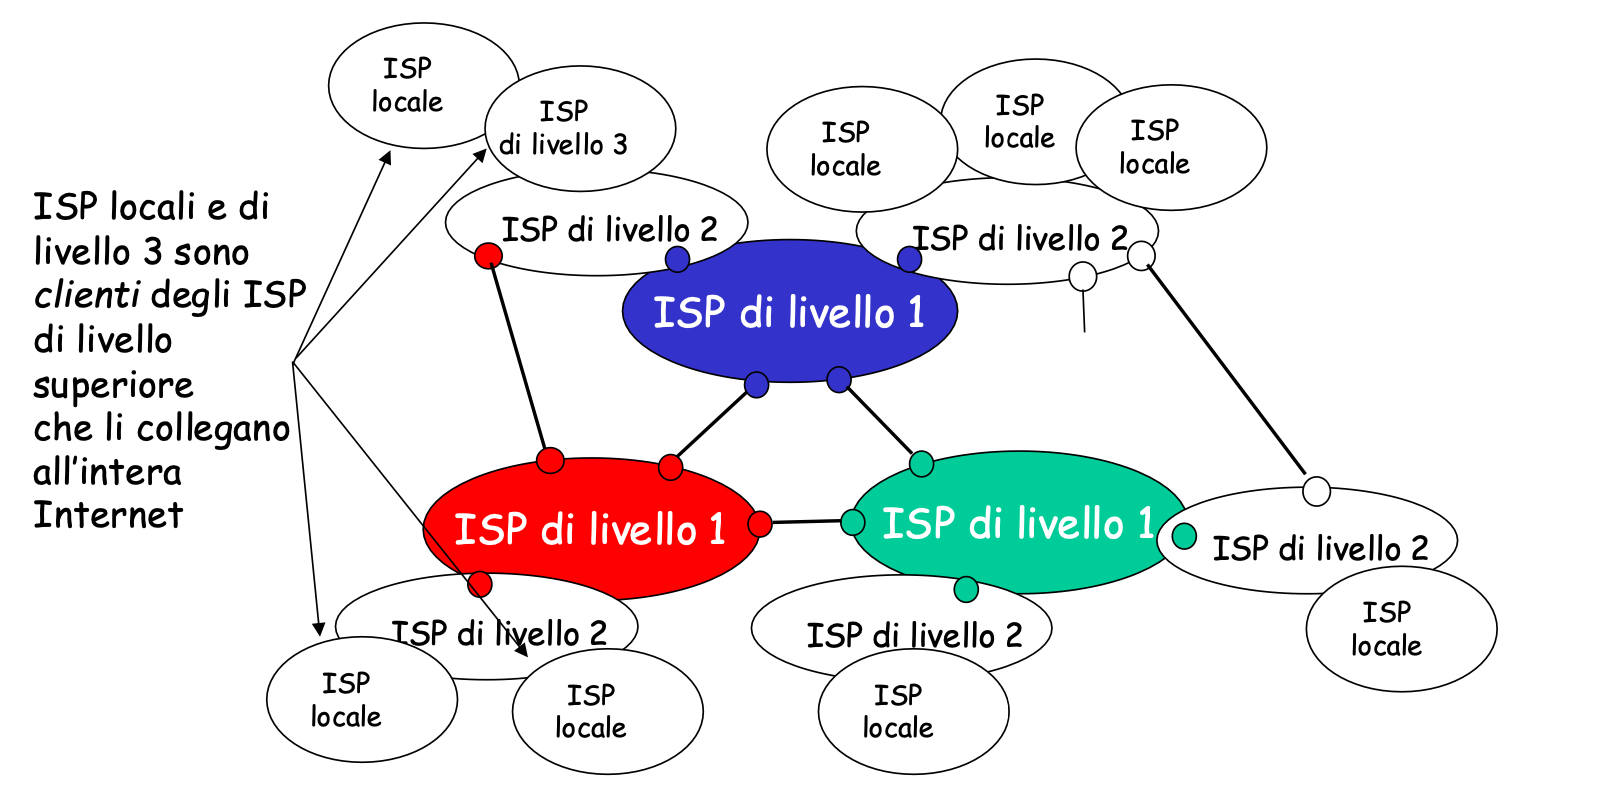 ISP
locale
ISP
di livello 3
ISP
locale
ISP
locale
ISP
locale
ISP locali e di
livello 3 sono
clienti degli ISP
di livello
superiore
che li collegano
all'intera
Internet
ISP di livello 2
ISP di livello 2
ISP di livello 1
ISP di livello 1
ISP di livello 1
ISP di livello 2
ISP di livello 2
ISP di livello 2
ISP
locale
ISP
locale
ISP
locale
ISP
locale